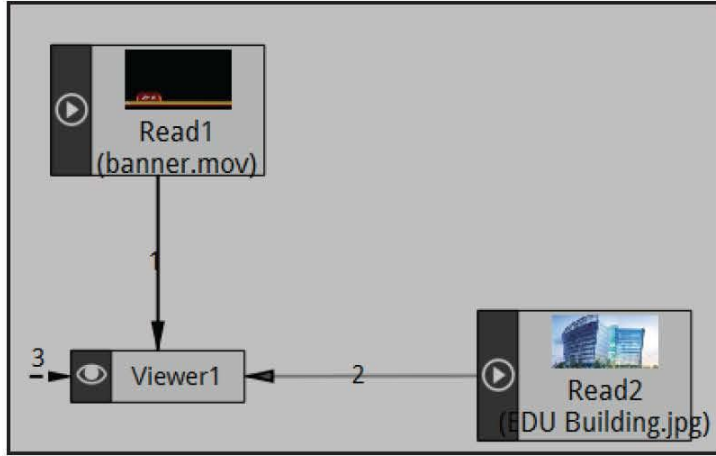 Read1
(banner.mov)
1
3
Viewer1
2
Read2
(EDU Building.jpg)